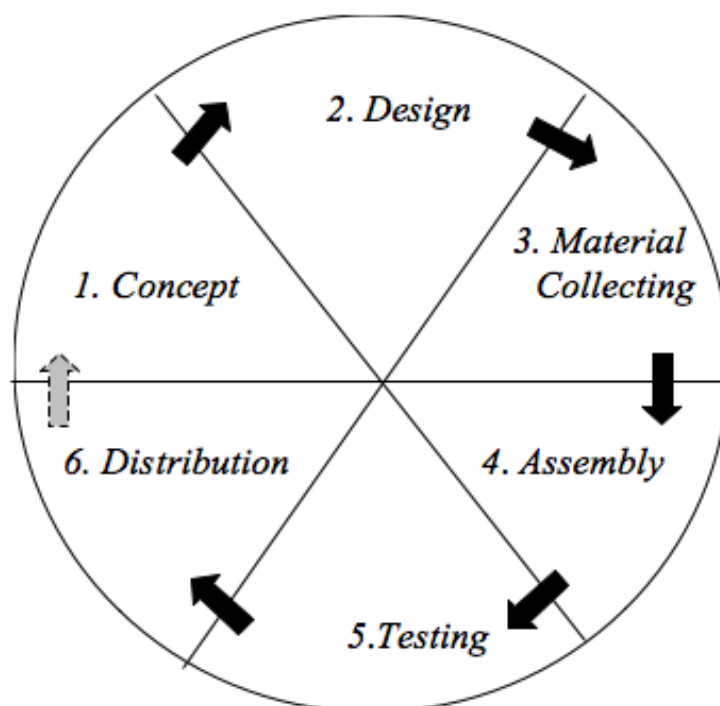 1. Concept
2. Design
3. Material
Collecting
4. Assembly
5.Testing
6. Distribution